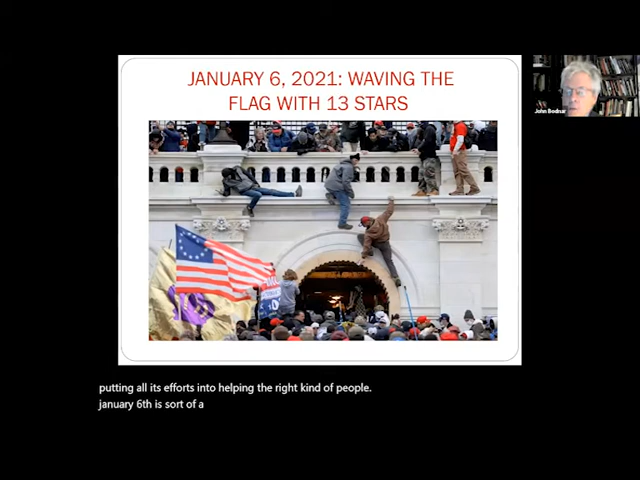 JANUARY 6, 2021: WAVING THE
FLAG WITH 13 STARS
John Bodnar
putting all its efforts into helping the right kind of people.
january 6th is sort of a